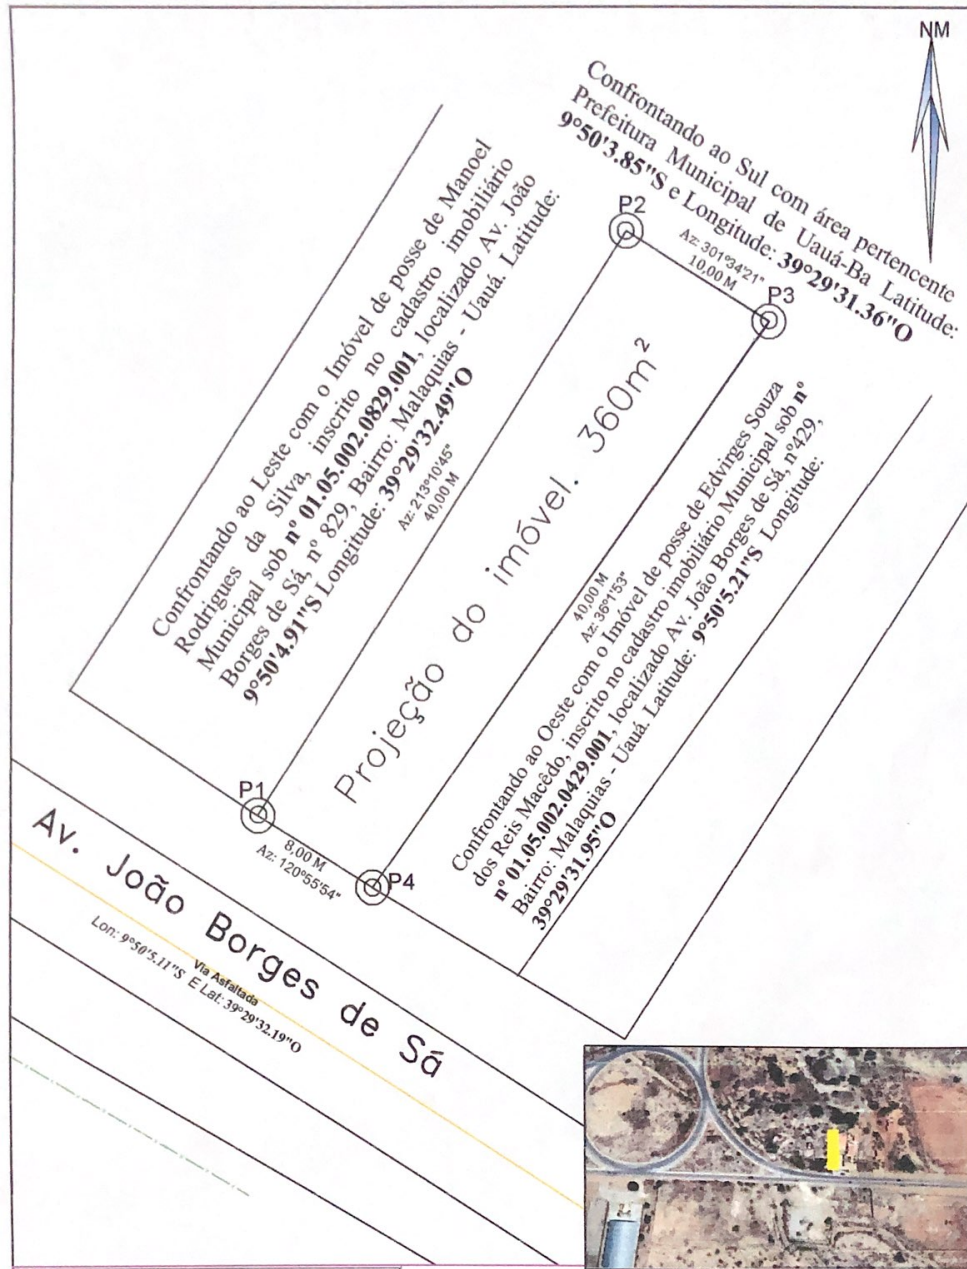 NM
Confrontando ao Sul com área pertencente
Prefeitura Municipal de Uauá-Ba Latitude:
9°50'3.85"S e Longitude: 39°29'31.36"O
P2
Az: 301°34'21"
10,00 M
P3
Confrontando ao Leste com o Imóvel de posse de Manoel
Rodrigues da Silva, inscrito no cadastro imobiliário
Municipal sob nº 01.05.002.0829.001, localizado Av. João
Borges de Sá, nº 829, Bairro: Malaquias - Uauá. Latitude:
9°50'4.91"S Longitude: 39°29'32.49"O
Az: 213°10'45"
40,00 M
Projeção do imóvel. 360m²
40,00 M
Az: 36°1'53"
Confrontando ao Oeste com o Imóvel de posse de Edvirges Souza
dos Reis Macêdo, inscrito no cadastro imobiliário Municipal sob nº
nº 01.05.002.0429.001, localizado Av. João Borges de Sá, nº429,
Bairro: Malaquias - Uauá. Latitude: 9°50'5.21"S Longitude:
39°29'31.95"O
P1
8,00 M
Az: 120°55'54"
P4
Av. João Borges de Sá
Via Asfaltada
Lon: 9°50'5.11"S E Lat: 39°29'32.19"O